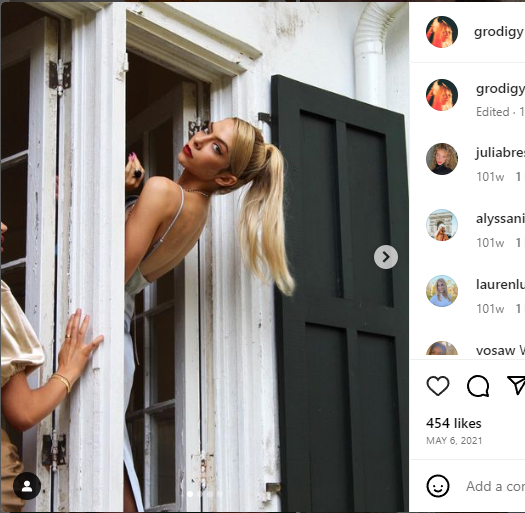 grodigy
grodigy
Edited · 1
juliabre
101w 1
alyssani
101w 1
laurenlu
101w 1
vosaw W
454 likes
MAY 6, 2021
Add a co